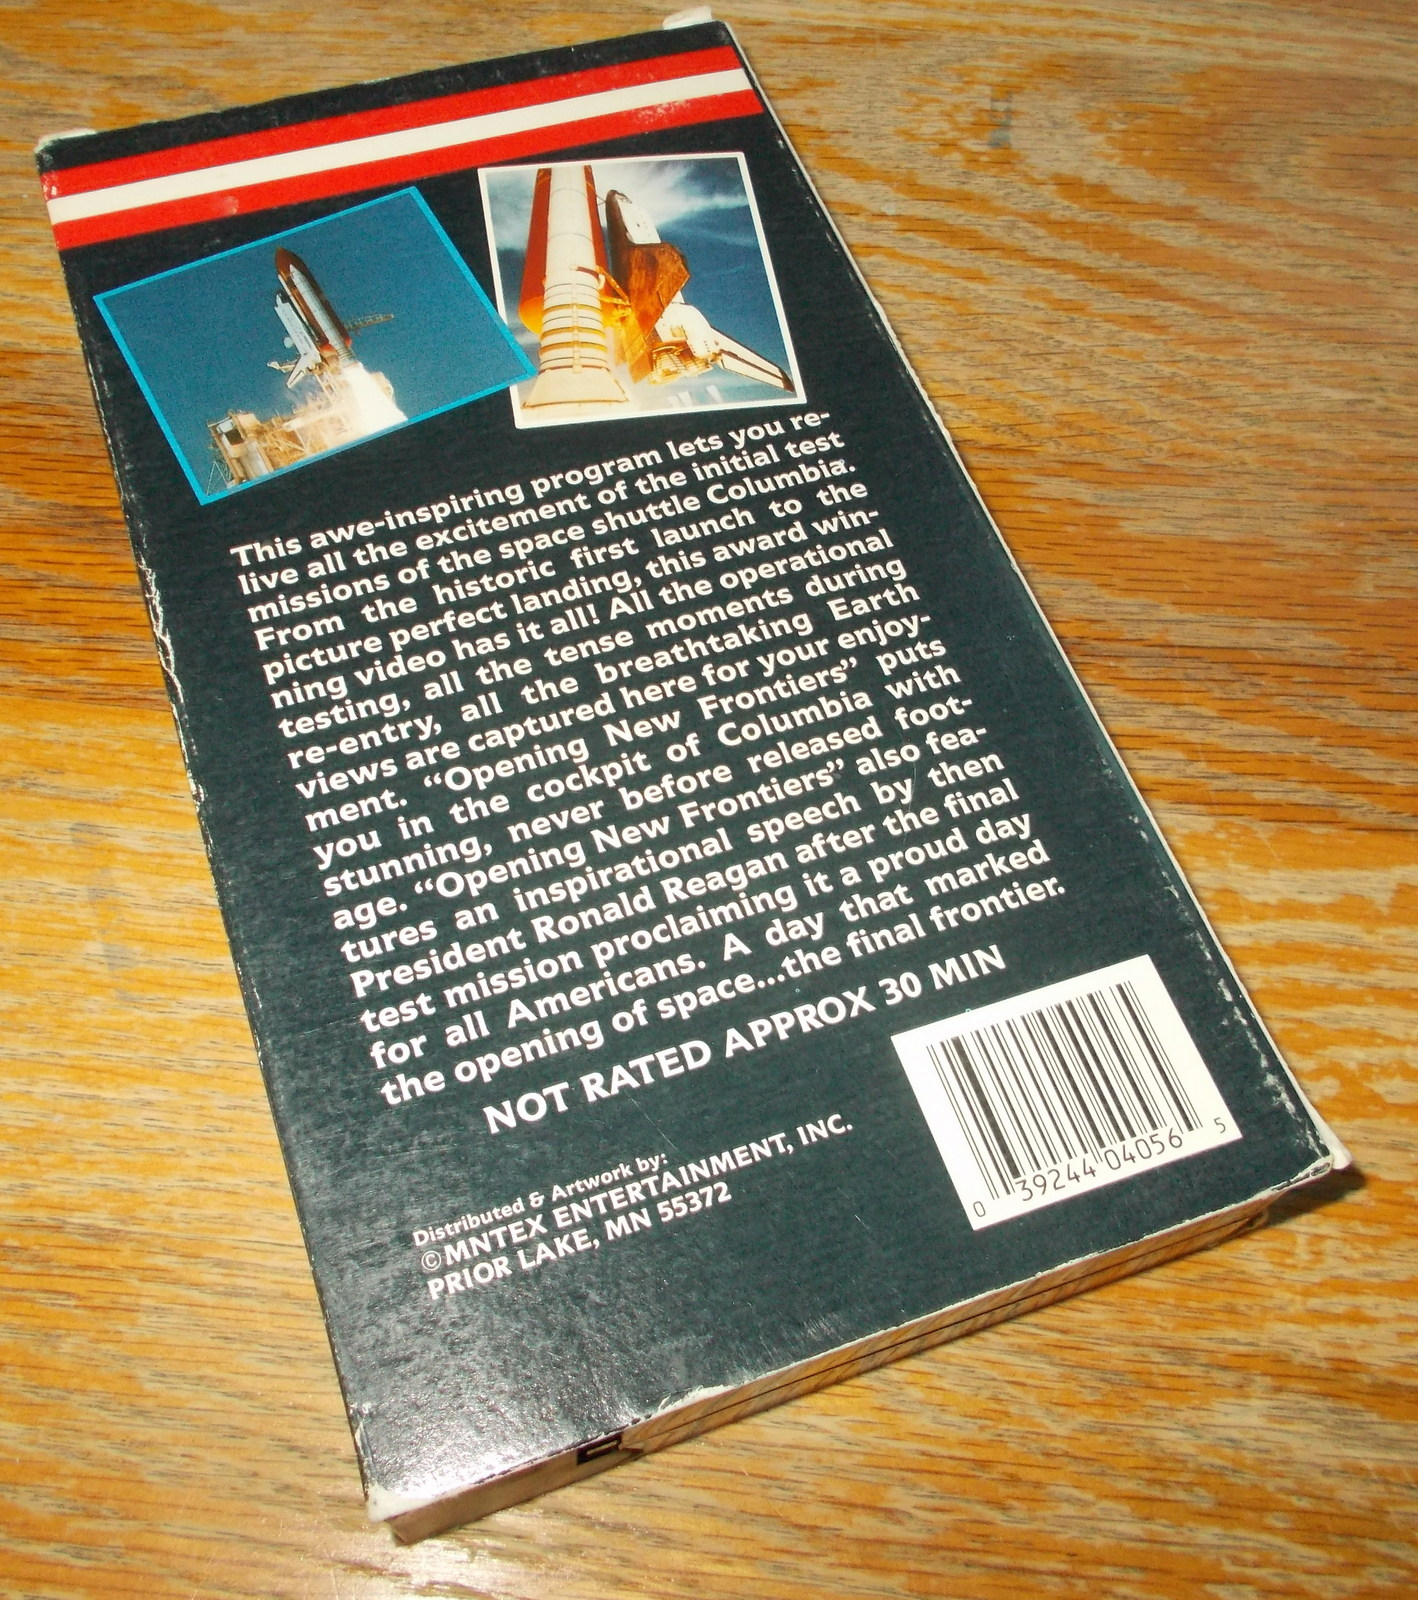 This awe-inspiring program lets you re-
live all the excitement of the initial test
missions of the space shuttle Columbia.
From the historic first launch to the
picture perfect landing, this award win-
ning video has it all! All the operational
testing, all the tense moments during
re-entry, all the breathtaking Earth
views are captured here for your enjoy-
ment. “Opening New Frontiers” puts
you in the cockpit of Columbia with
stunning, never before released foot-
age. “Opening New Frontiers” also fea-
tures an inspirational speech by then
President Ronald Reagan after the final
test mission proclaiming it a proud day
for all Americans. A day that marked
the opening of space...the final frontier.
NOT RATED APPROX 30 MIN
Distributed & Artwork by:
©MNTEX ENTERTAINMENT, INC.
PRIOR LAKE, MN 55372
0 39244 04056 5